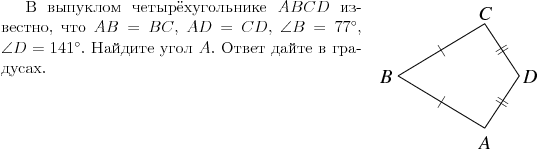 В выпуклом четырёхугольнике ABCD из-
вестно, что AB = BC, AD = CD, ∠B = 77°,
∠D = 141°. Найдите угол A. Ответ дайте в гра-
дусах.
C
B
D
A